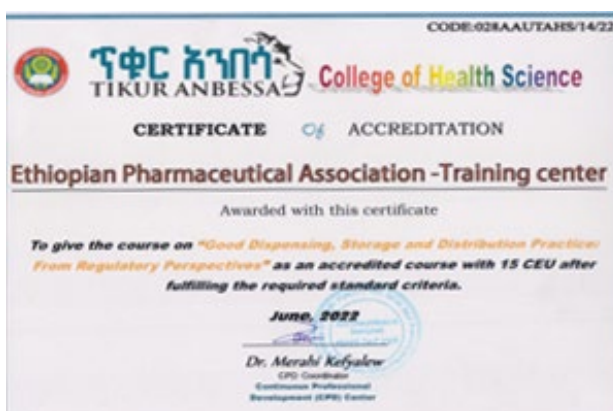 CODE:028AAUTAHS/14/22
ጥቁር አንበሳ
TIKUR ANBESSA
College of Health Science
CERTIFICATE Of ACCREDITATION
Ethiopian Pharmaceutical Association -Training center
Awarded with this certificate
To give the course on "Good Dispensing, Storage and Distribution Practice:
From Regulatory Perspectives" as an accredited course with 15 CEU after
fulfilling the required standard criteria.
June, 2022
Dr. Merahi Kefyalew
CPD Coordinator
Continuous Professional
Development (CPD) Center